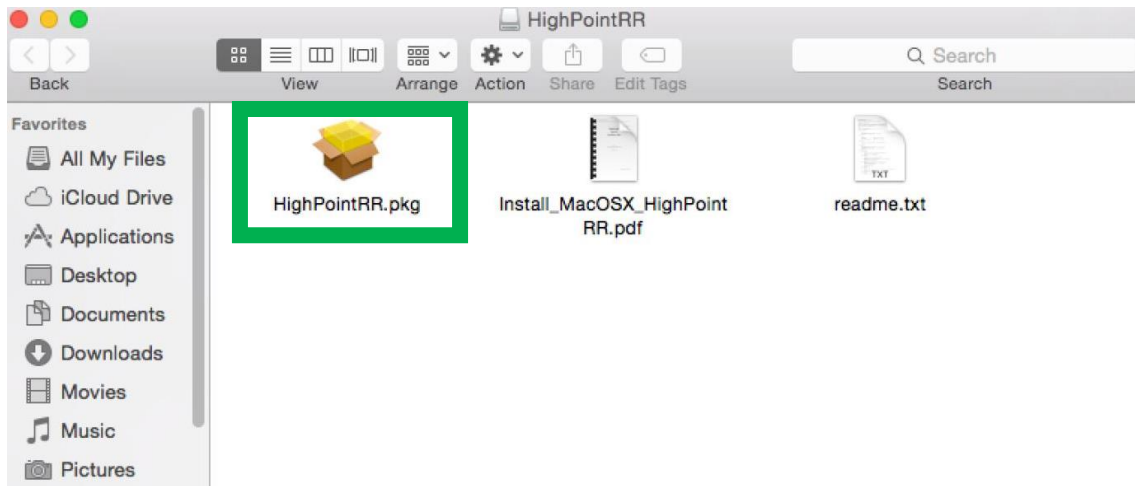 HighPointRR
Back
View
Arrange
Action
Share
Edit Tags
Search
Search
Favorites
All My Files
iCloud Drive
Applications
Desktop
Documents
Downloads
Movies
Music
Pictures
HighPointRR.pkg
Install_MacOSX_HighPoint
RR.pdf
TXT
readme.txt